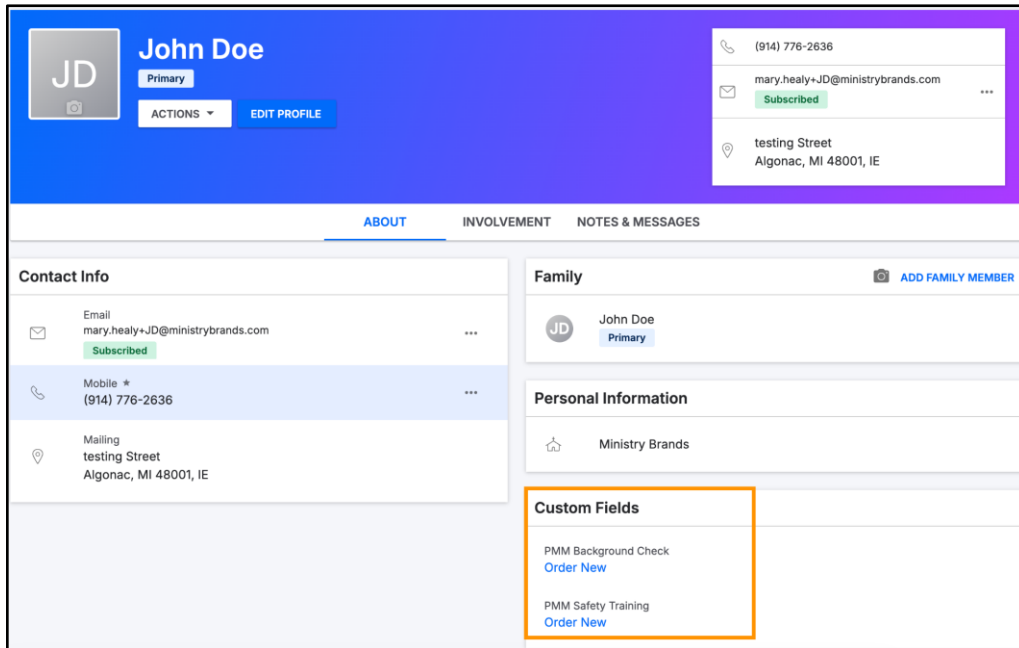 JD
John Doe
Primary
ACTIONS
EDIT PROFILE
(914) 776-2636
mary.healy+JD@ministrybrands.com
Subscribed
testing Street
Algonac, MI 48001, IE
ABOUT
INVOLVEMENT
NOTES & MESSAGES
Contact Info
Email
mary.healy+JD@ministrybrands.com
Subscribed
Mobile ★
(914) 776-2636
Mailing
testing Street
Algonac, MI 48001, IE
Family
ADD FAMILY MEMBER
JD
John Doe
Primary
Personal Information
Ministry Brands
Custom Fields
PMM Background Check
Order New
PMM Safety Training
Order New